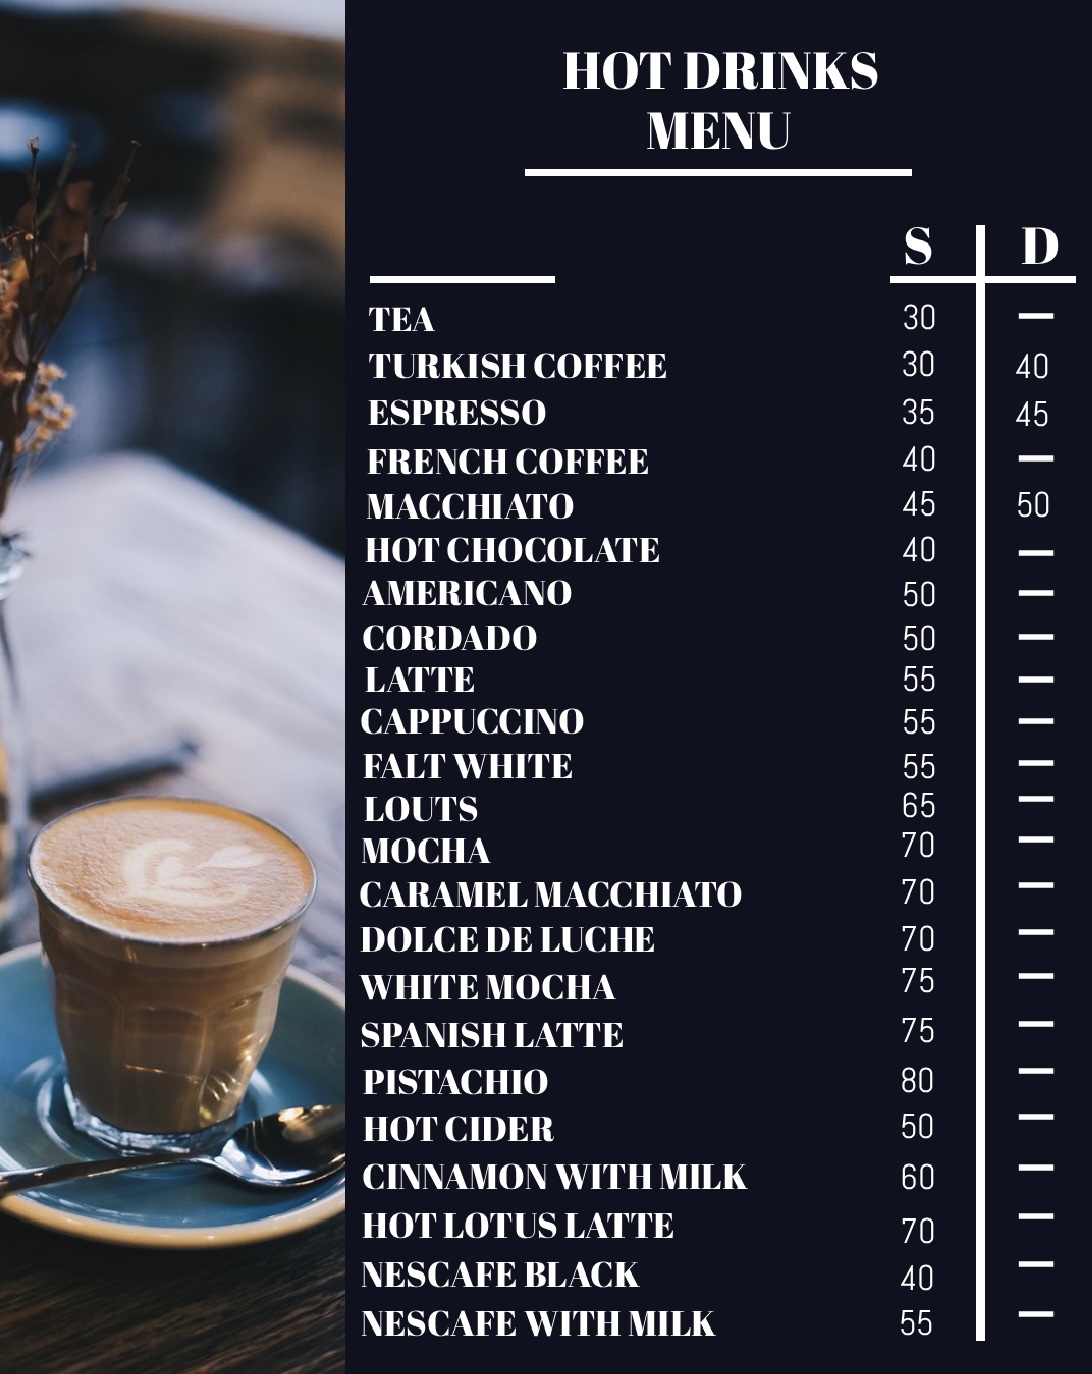 HOT DRINKS
MENU
S D
TEA 30 —
TURKISH COFFEE 30 40
ESPRESSO 35 45
FRENCH COFFEE 40 —
MACCHIATO 45 50
HOT CHOCOLATE 40 —
AMERICANO 50 —
CORDADO 50 —
LATTE 55 —
CAPPUCCINO 55 —
FALT WHITE 55 —
LOUTS 65 —
MOCHA 70 —
CARAMEL MACCHIATO 70 —
DOLCE DE LUCHE 70 —
WHITE MOCHA 75 —
SPANISH LATTE 75 —
PISTACHIO 80 —
HOT CIDER 50 —
CINNAMON WITH MILK 60 —
HOT LOTUS LATTE 70 —
NESCAFE BLACK 40 —
NESCAFE WITH MILK 55 —